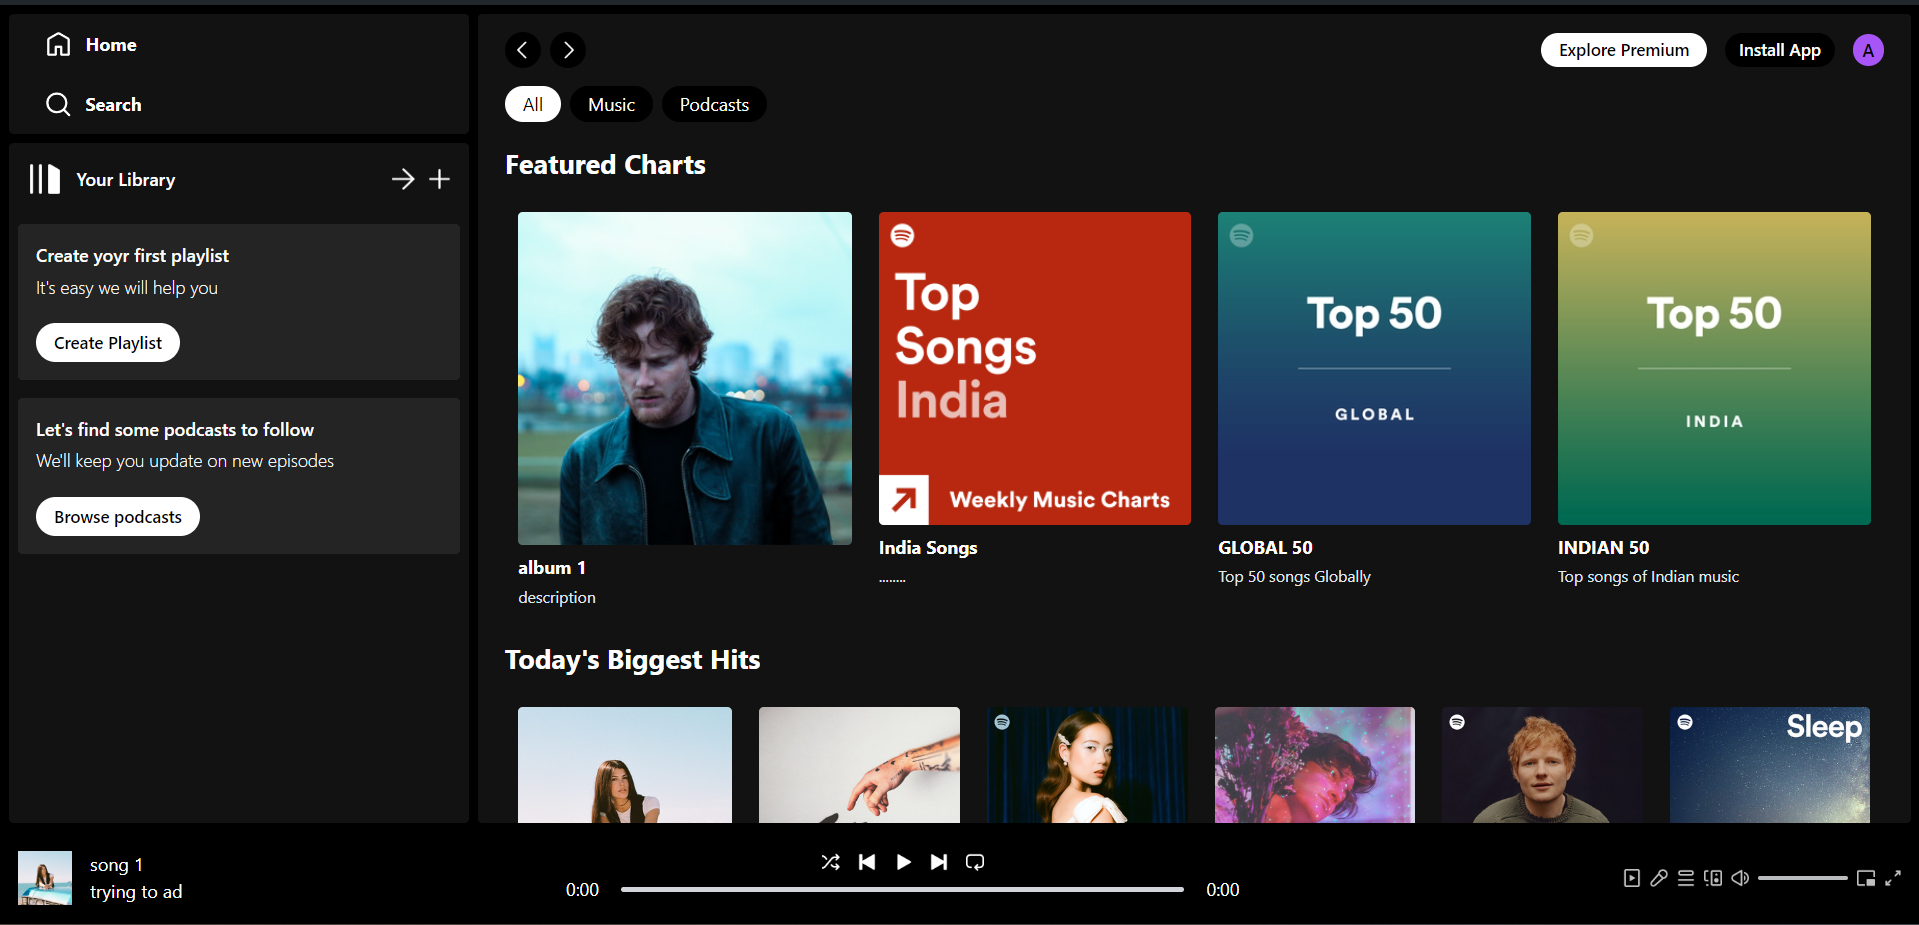 Home
Search
Your Library
Create yoyr first playlist
It's easy we will help you
Create Playlist
Let's find some podcasts to follow
We'll keep you update on new episodes
Browse podcasts
Explore Premium
Install App
A
All
Music
Podcasts
Featured Charts
album 1
description
Top
Songs
India
Weekly Music Charts
India Songs
........
Top 50
GLOBAL
GLOBAL 50
Top 50 songs Globally
Top 50
INDIA
INDIAN 50
Top songs of Indian music
Today's Biggest Hits
Sleep
song 1
trying to ad
0:00
0:00